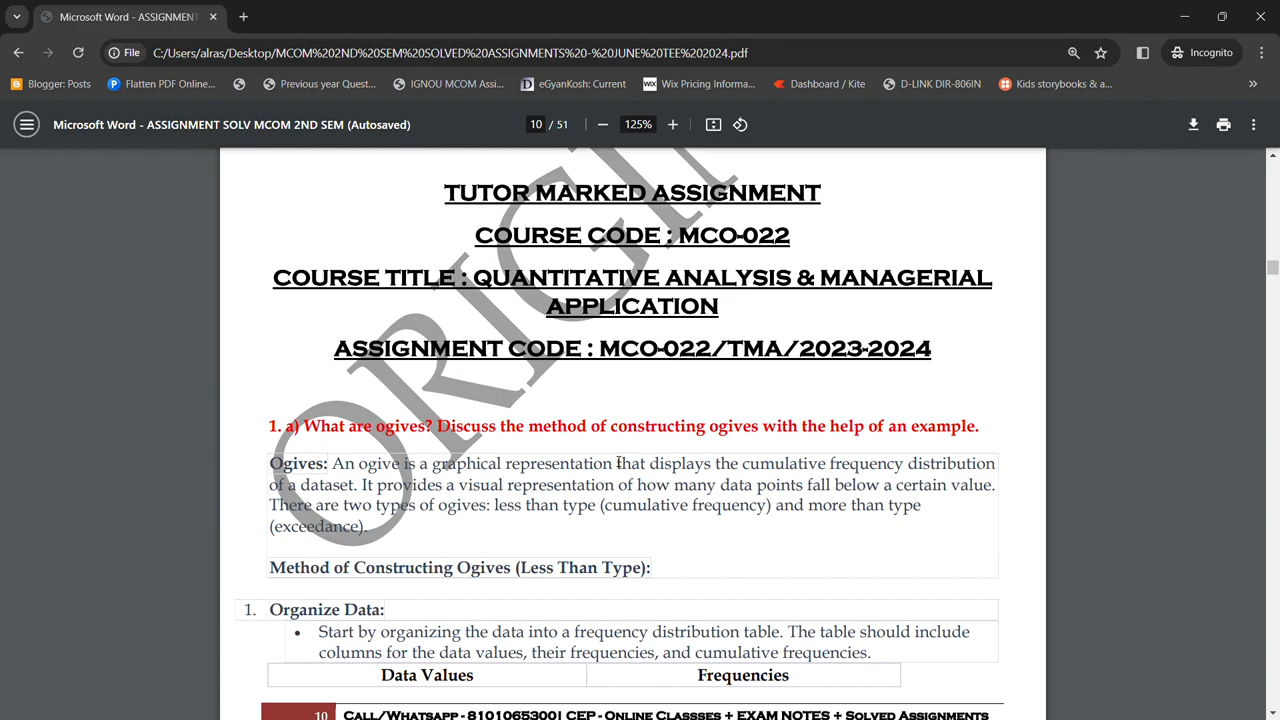 Microsoft Word - ASSIGNMENT
Incognito
File
C:/Users/alras/Desktop/MCOM%202ND%20SEM%20SOLVED%20ASSIGNMENTS%20-%20JUNE%20TEE%202024.pdf
Blogger: Posts
Flatten PDF Online...
Previous year Quest...
IGNOU MCOM Assi...
eGyanKosh: Current
WIX
Wix Pricing Informa...
Dashboard / Kite
D-LINK DIR-806IN
Kids storybooks & a...
»
Microsoft Word - ASSIGNMENT SOLV MCOM 2ND SEM (Autosaved)
10 / 51
125%
ORIGI
TUTOR MARKED ASSIGNMENT
COURSE CODE : MCO-022
COURSE TITLE : QUANTITATIVE ANALYSIS & MANAGERIAL
APPLICATION
ASSIGNMENT CODE : MCO-022/TMA/2023-2024
1. a) What are ogives? Discuss the method of constructing ogives with the help of an example.
Ogives: An ogive is a graphical representation that displays the cumulative frequency distribution
of a dataset. It provides a visual representation of how many data points fall below a certain value.
There are two types of ogives: less than type (cumulative frequency) and more than type
(exceedance).
Method of Constructing Ogives (Less Than Type):
1. Organize Data:
• Start by organizing the data into a frequency distribution table. The table should include
columns for the data values, their frequencies, and cumulative frequencies.
Data Values Frequencies
10 CALL/WHATSAPP - 8101065300| CEP - ONLINE CLASSSES + EXAM NOTES + SOLVED ASSIGNMENTS